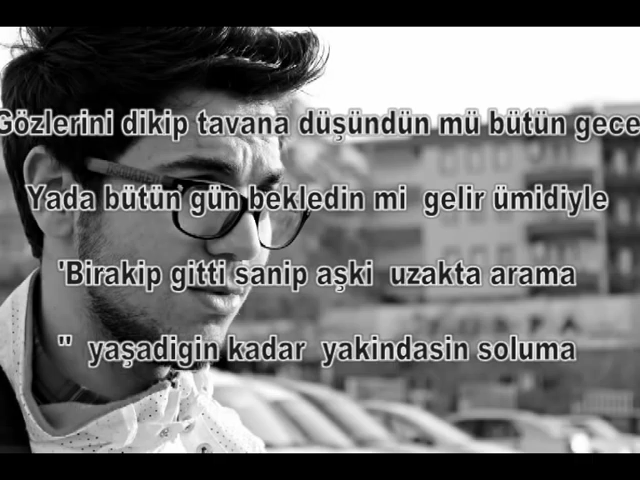 Gözlerini dikip tavana düşündün mü bütün gece
Yada bütün gün bekledin mi gelir ümidiyle
'Birakip gitti sanip aşki uzakta arama
'' yaşadigin kadar yakindasin soluma